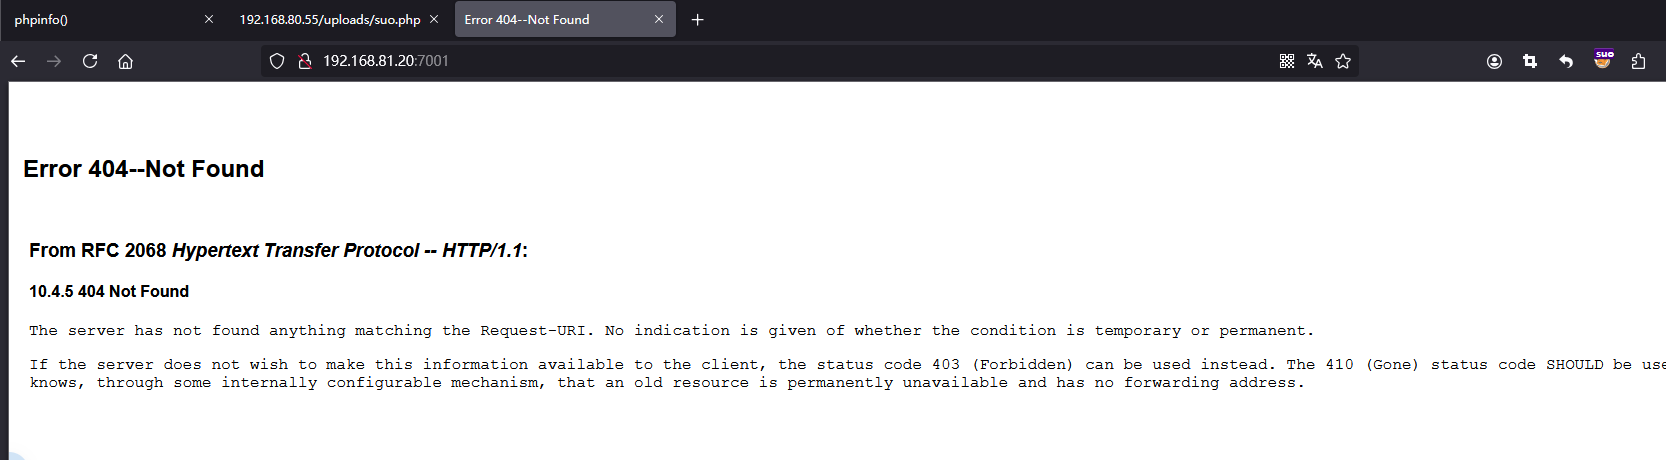 phpinfo()
192.168.80.55/uploads/suo.php
Error 404--Not Found
192.168.81.20:7001
suo
Error 404--Not Found
From RFC 2068 Hypertext Transfer Protocol -- HTTP/1.1:
10.4.5 404 Not Found
The server has not found anything matching the Request-URI. No indication is given of whether the condition is temporary or permanent.
If the server does not wish to make this information available to the client, the status code 403 (Forbidden) can be used instead. The 410 (Gone) status code SHOULD be use
knows, through some internally configurable mechanism, that an old resource is permanently unavailable and has no forwarding address.